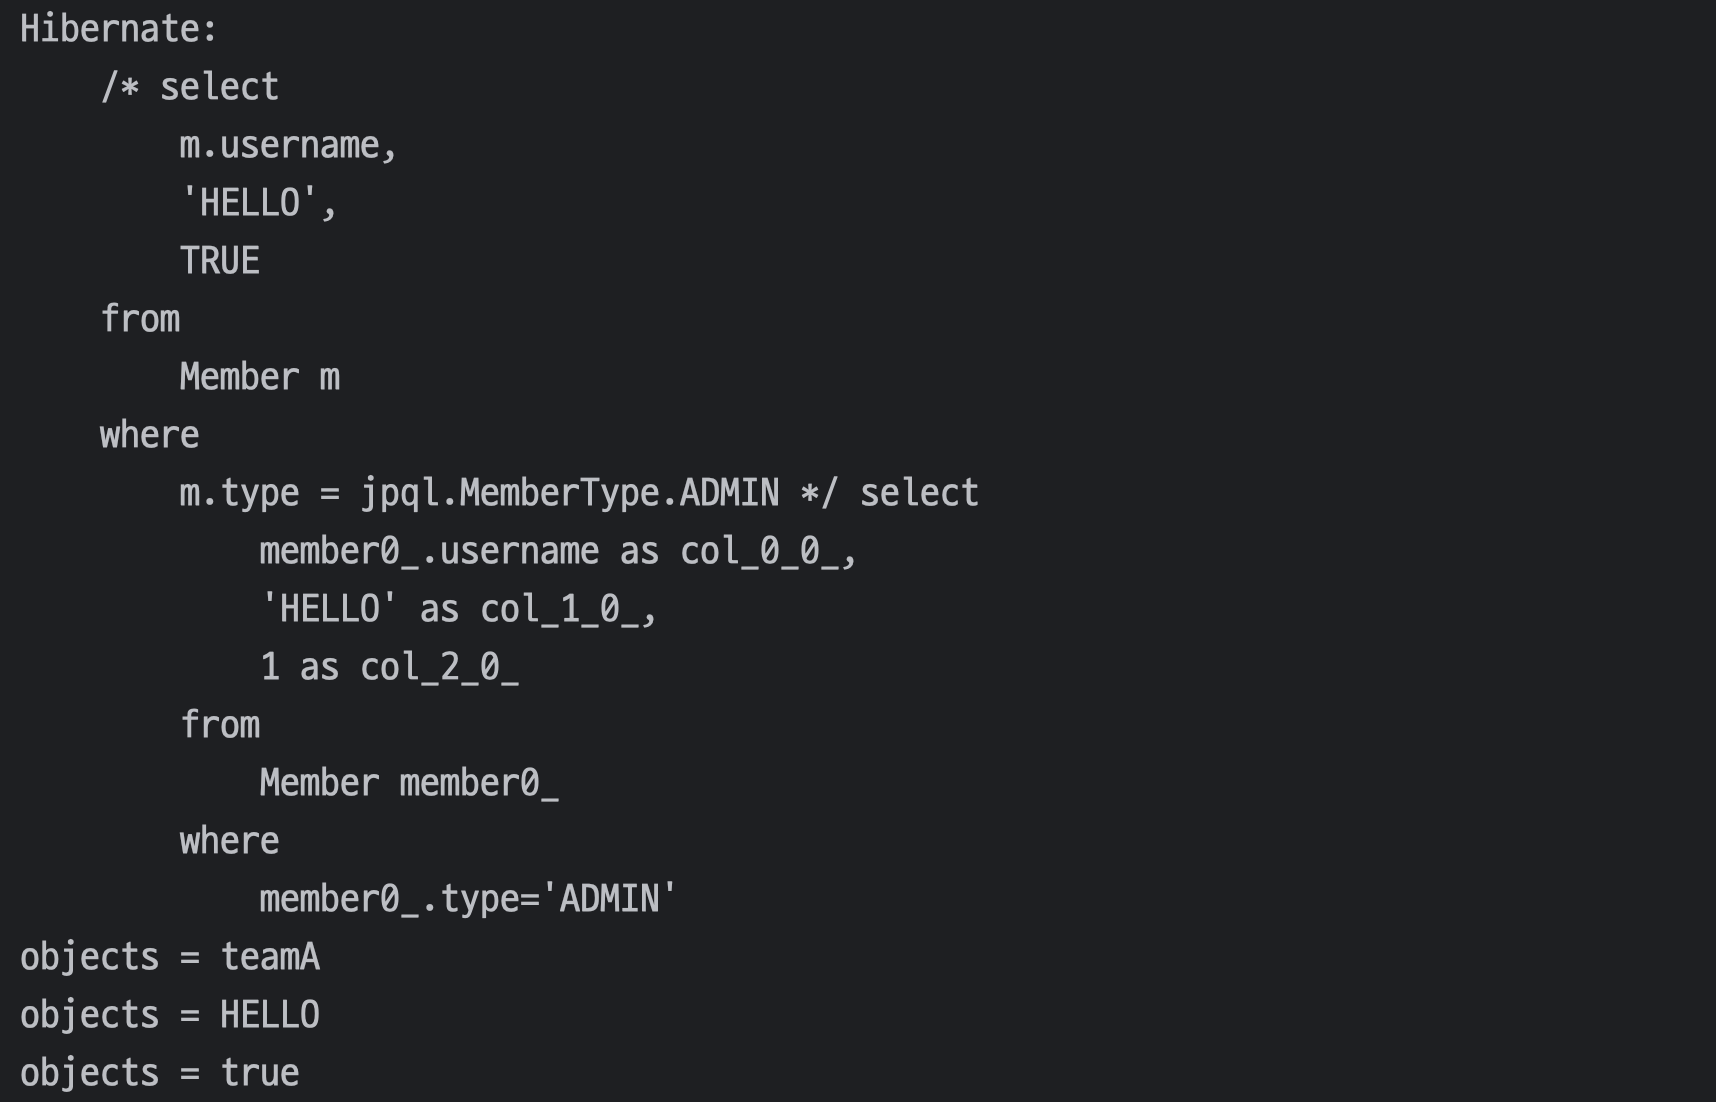 Hibernate:
/* select
m.username,
'HELLO',
TRUE
from
Member m
where
m.type = jpql.MemberType.ADMIN */ select
member0_.username as col_0_0_,
'HELLO' as col_1_0_,
1 as col_2_0_
from
Member member0_
where
member0_.type='ADMIN'
objects = teamA
objects = HELLO
objects = true